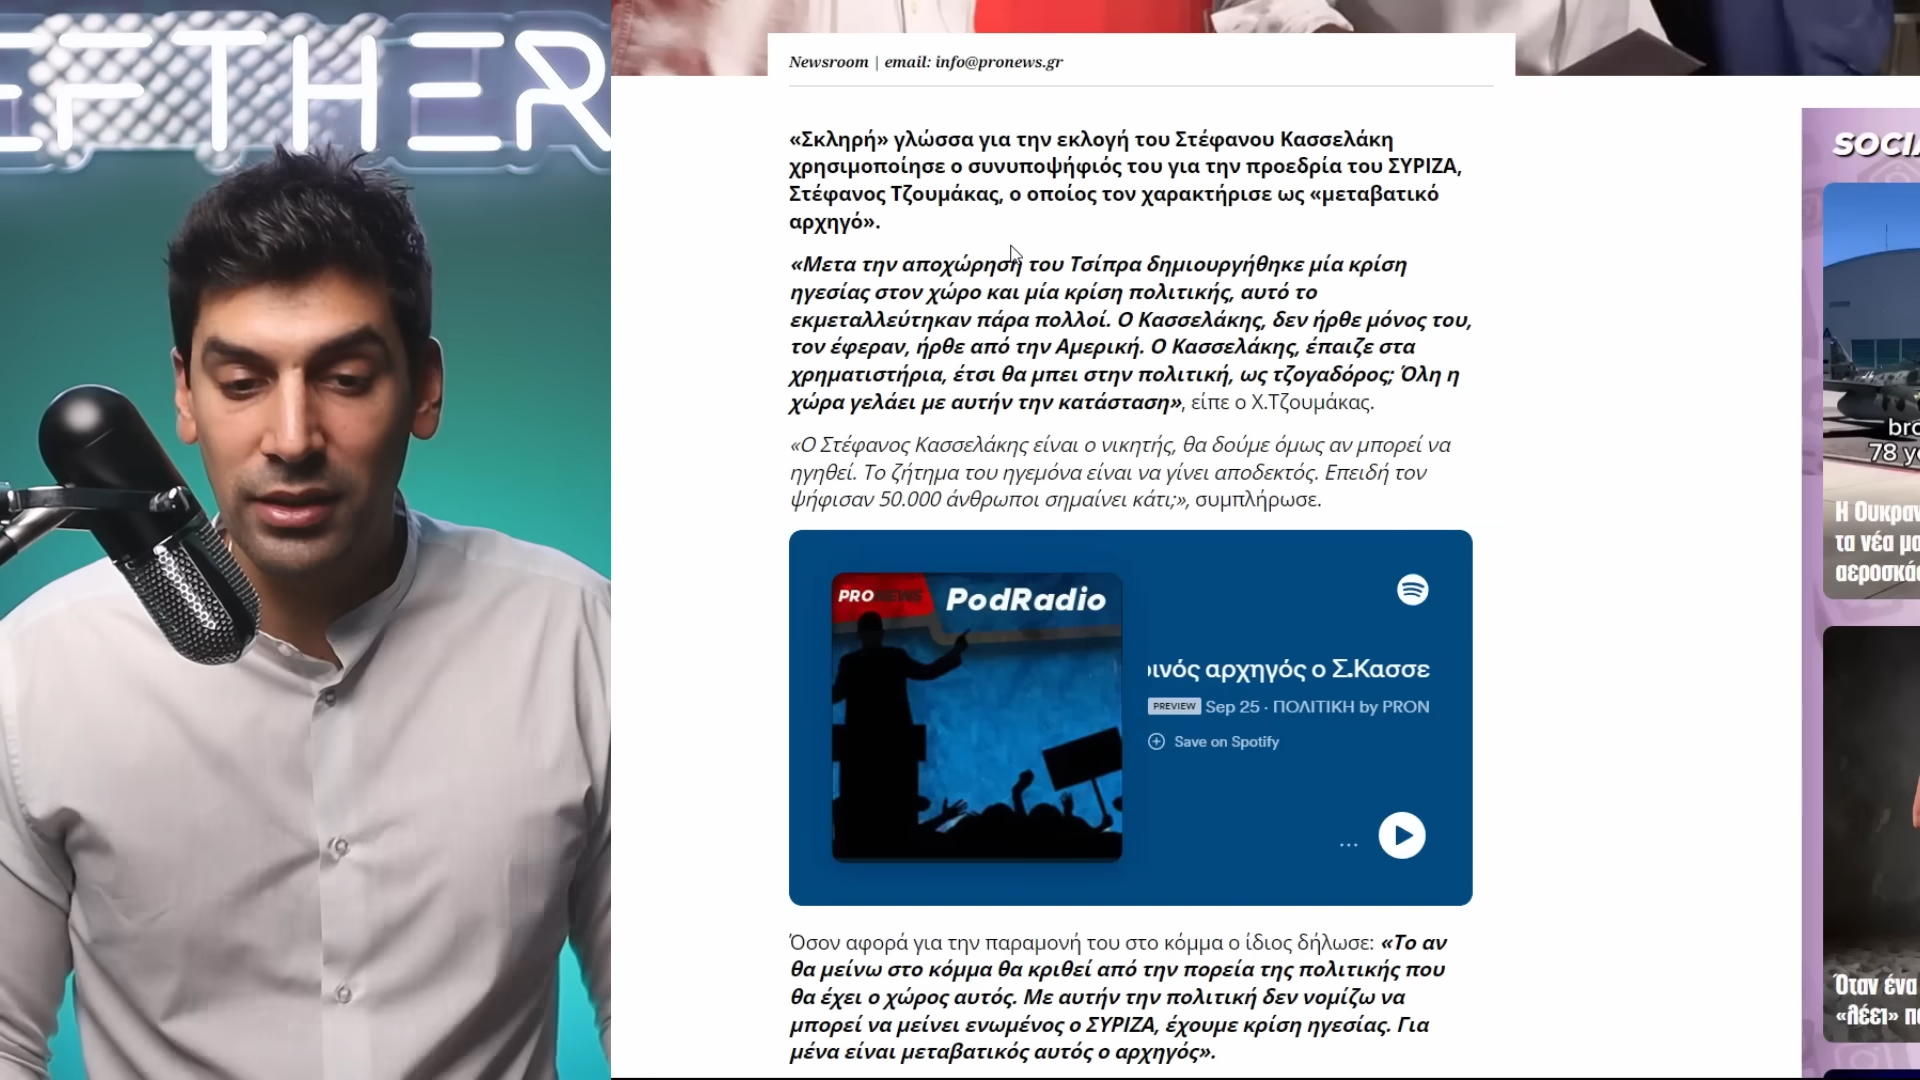 EFTHER
Newsroom | email: info@pronews.gr
«Σκληρή» γλώσσα για την εκλογή του Στέφανου Κασσελάκη
χρησιμοποίησε ο συνυποψήφιός του για την προεδρία του ΣΥΡΙΖΑ,
Στέφανος Τζουμάκας, ο οποίος τον χαρακτήρισε ως «μεταβατικό
αρχηγό».
«Μετα την αποχώρηση του Τσίπρα δημιουργήθηκε μία κρίση
ηγεσίας στον χώρο και μία κρίση πολιτικής, αυτό το
εκμεταλλεύτηκαν πάρα πολλοί. Ο Κασσελάκης, δεν ήρθε μόνος του,
τον έφεραν, ήρθε από την Αμερική. Ο Κασσελάκης, έπαιζε στα
χρηματιστήρια, έτσι θα μπει στην πολιτική, ως τζογαδόρος; Όλη η
χώρα γελάει με αυτήν την κατάσταση», είπε ο Χ.Τζουμάκας.
«Ο Στέφανος Κασσελάκης είναι ο νικητής, θα δούμε όμως αν μπορεί να
ηγηθεί. Το ζήτημα του ηγεμόνα είναι να γίνει αποδεκτός. Επειδή τον
ψήφισαν 50.000 άνθρωποι σημαίνει κάτι;», συμπλήρωσε.
PRONEWS PodRadio
ινός αρχηγός ο Σ.Κασσε
PREVIEW Sep 25 · ΠΟΛΙΤΙΚΗ by PRON
Save on Spotify
Όσον αφορά για την παραμονή του στο κόμμα ο ίδιος δήλωσε: «Το αν
θα μείνω στο κόμμα θα κριθεί από την πορεία της πολιτικής που
θα έχει ο χώρος αυτός. Με αυτήν την πολιτική δεν νομίζω να
μπορεί να μείνει ενωμένος ο ΣΥΡΙΖΑ, έχουμε κρίση ηγεσίας. Για
μένα είναι μεταβατικός αυτός ο αρχηγός».
SOCIA
bro
78 ye
Η Ουκραν
τα νέα μα
αεροσκά
Όταν ένα
«λέει» π